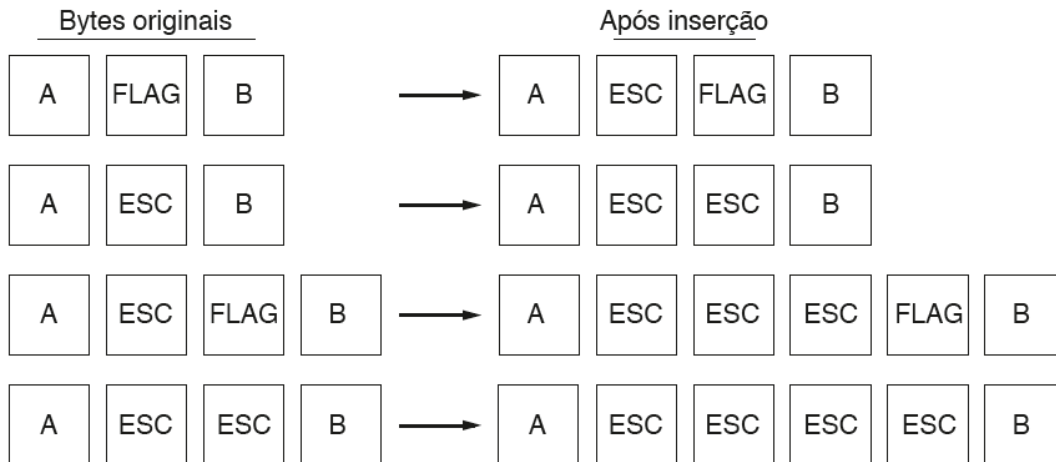 Bytes originais Após inserção
A FLAG B A ESC FLAG B
A ESC B A ESC ESC B
A ESC FLAG B A ESC ESC ESC FLAG B
A ESC ESC B A ESC ESC ESC ESC B